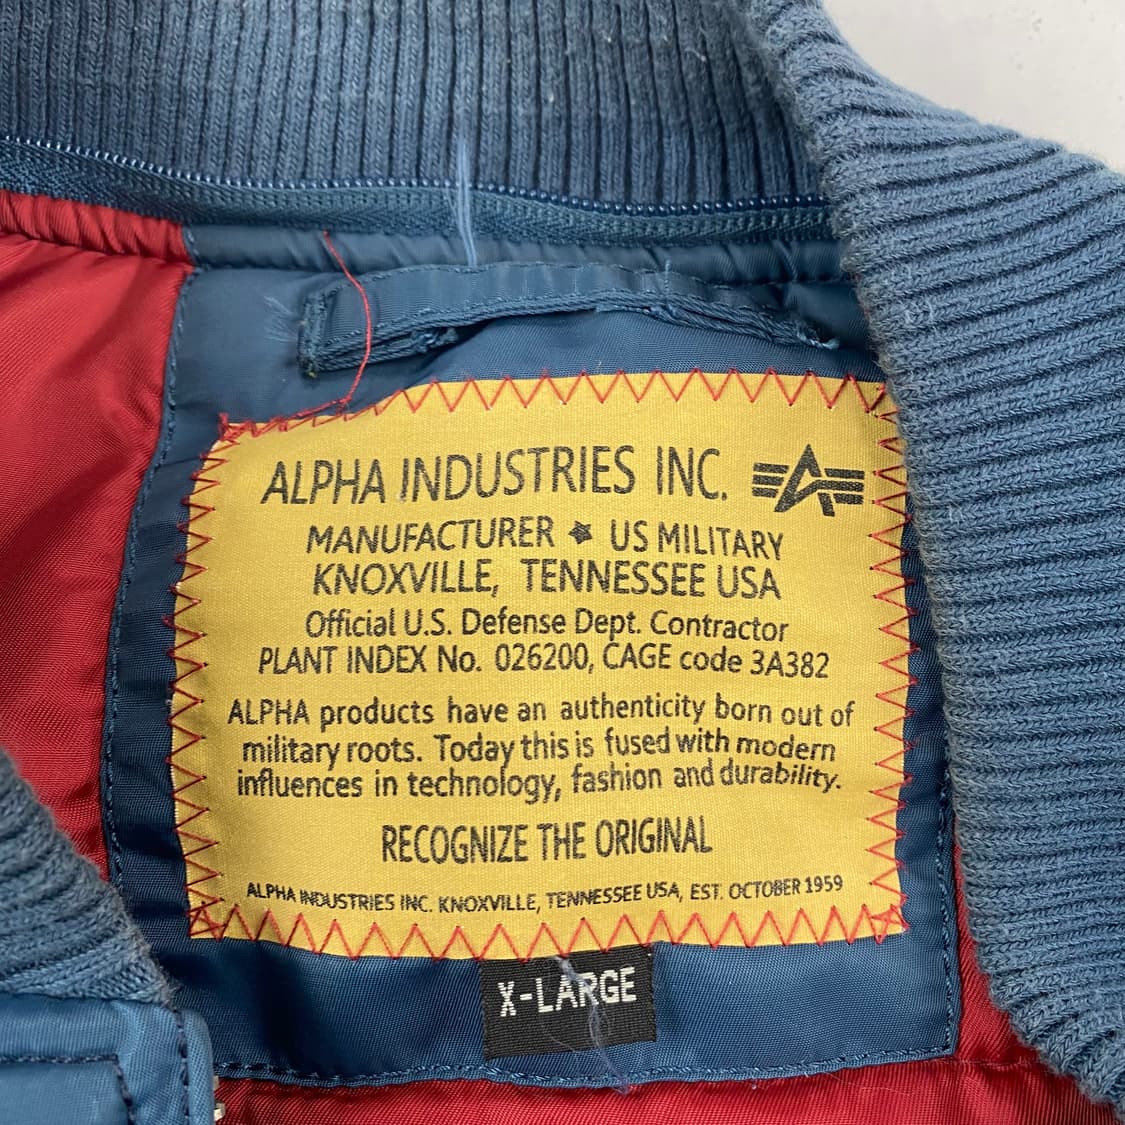 ALPHA INDUSTRIES INC.
MANUFACTURER ★ US MILITARY
KNOXVILLE, TENNESSEE USA
Official U.S. Defense Dept. Contractor
PLANT INDEX No. 026200, CAGE code 3A382
ALPHA products have an authenticity born out of
military roots. Today this is fused with modern
influences in technology, fashion and durability.
RECOGNIZE THE ORIGINAL
ALPHA INDUSTRIES INC. KNOXVILLE, TENNESSEE USA, EST. OCTOBER 1959
X-LARGE